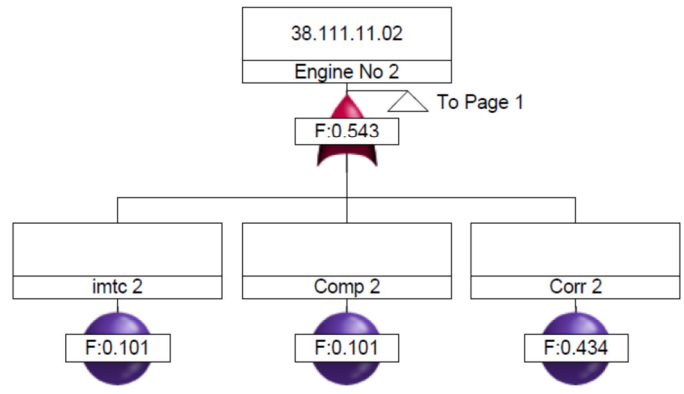 38.111.11.02
Engine No 2
To Page 1
F:0.543
imtc 2
Comp 2
Corr 2
F:0.101
F:0.101
F:0.434